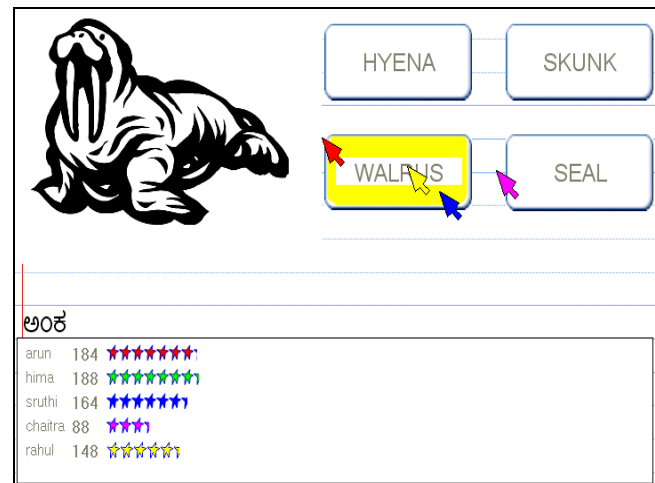 HYENA SKUNK
WALRUS SEAL
ಅಂಕ
arun 184
hima 188
sruthi 164
chaitra 88
rahul 148